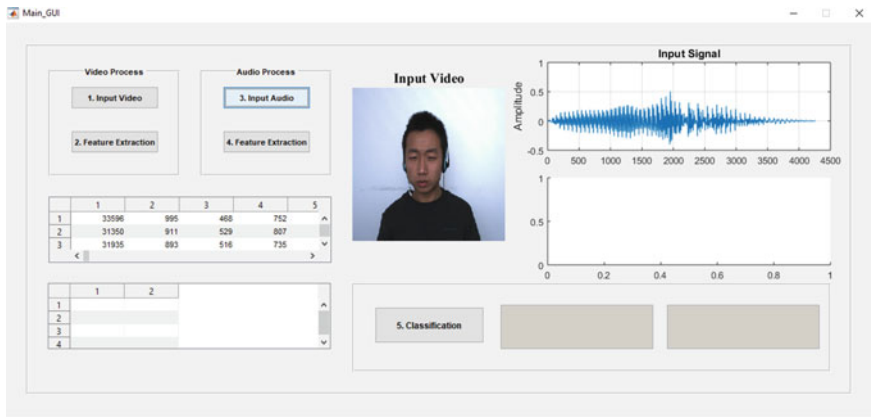 Main_GUI
Video Process
1. Input Video
2. Feature Extraction
Audio Process
3. Input Audio
4. Feature Extraction
Input Video
Input Signal
Amplitude
1
0.5
0
-0.5
0 500 1000 1500 2000 2500 3000 3500 4000 4500
1
0.5
0
0 0.2 0.4 0.6 0.8 1
1 2 3 4 5
1 33596 995 468 752
2 31350 911 529 807
3 31935 893 516 735
1 2
1
2
3
4
5. Classification